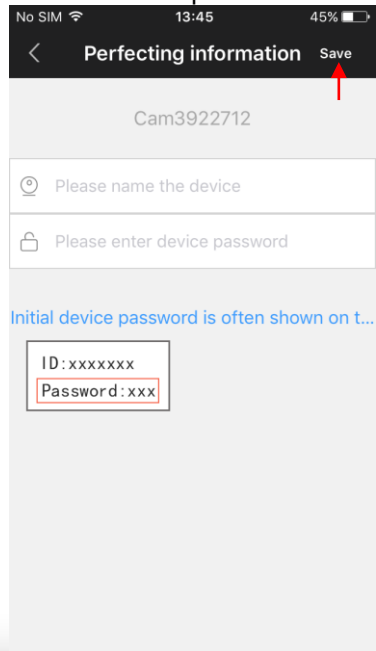 No SIM 13:45 45%
Perfecting information Save
Cam3922712
Please name the device
Please enter device password
Initial device password is often shown on t...
ID:xxxxxxx
Password:xxx